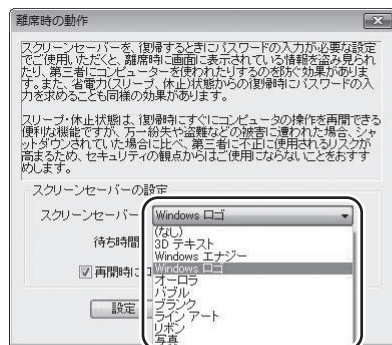 離席時の動作
スクリーンセーバーを、復帰するときにパスワードの入力が必要な設定
でご使用いただくと、離席時に画面に表示されている情報を盗み見られ
たり、第三者にコンピューターを使われたりするのを防ぐ効果がありま
す。また、省電力(スリープ、休止)状態からの復帰時にパスワードの入
力を求めることも同様の効果があります。
スリープ・休止状態は、復帰時にすぐにコンピュータの操作を再開できる
便利な機能ですが、万一紛失や盗難などの被害に遭われた場合、シャ
ットダウンされていた場合に比べ、第三者に不正に使用されるリスクが
高まるため、セキュリティの観点からはご使用にならないことをおすす
めします。
スクリーンセーバーの設定
スクリーンセーバー Windows ロゴ
待ち時間 (なし)
3D テキスト
Windows エナジー
再開時に Windows ロゴ
オーロラ
バブル
設定 ブランク
ライン アート
リボン
写真